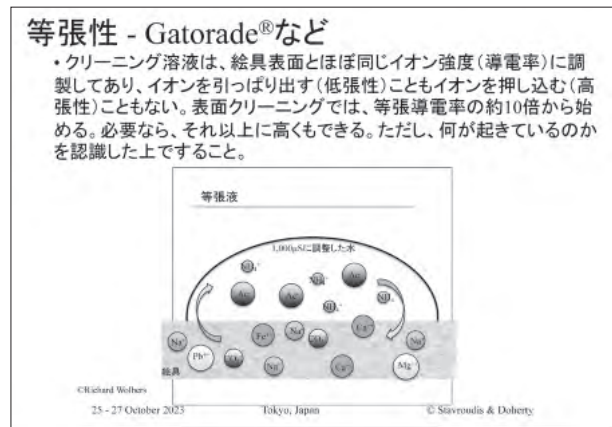 等張性 - Gatorade®など
• クリーニング溶液は、絵具表面とほぼ同じイオン強度（導電率）に調
製してあり、イオンを引っぱり出す（低張性）こともイオンを押し込む（高
張性）こともない。表面クリーニングでは、等張導電率の約10倍から始
める。必要なら、それ以上に高くもできる。ただし、何が起きているのか
を認識した上ですること。
等張液
1,000μSに調整した水
NH₄⁺
Ac⁻
Ac⁻
Ac⁻
NH₄⁺
Na⁺
Pb²⁺
Mg²⁺
絵具
©Richard Wolbers
25 - 27 October 2023
Tokyo, Japan
© Stavroudis & Doherty